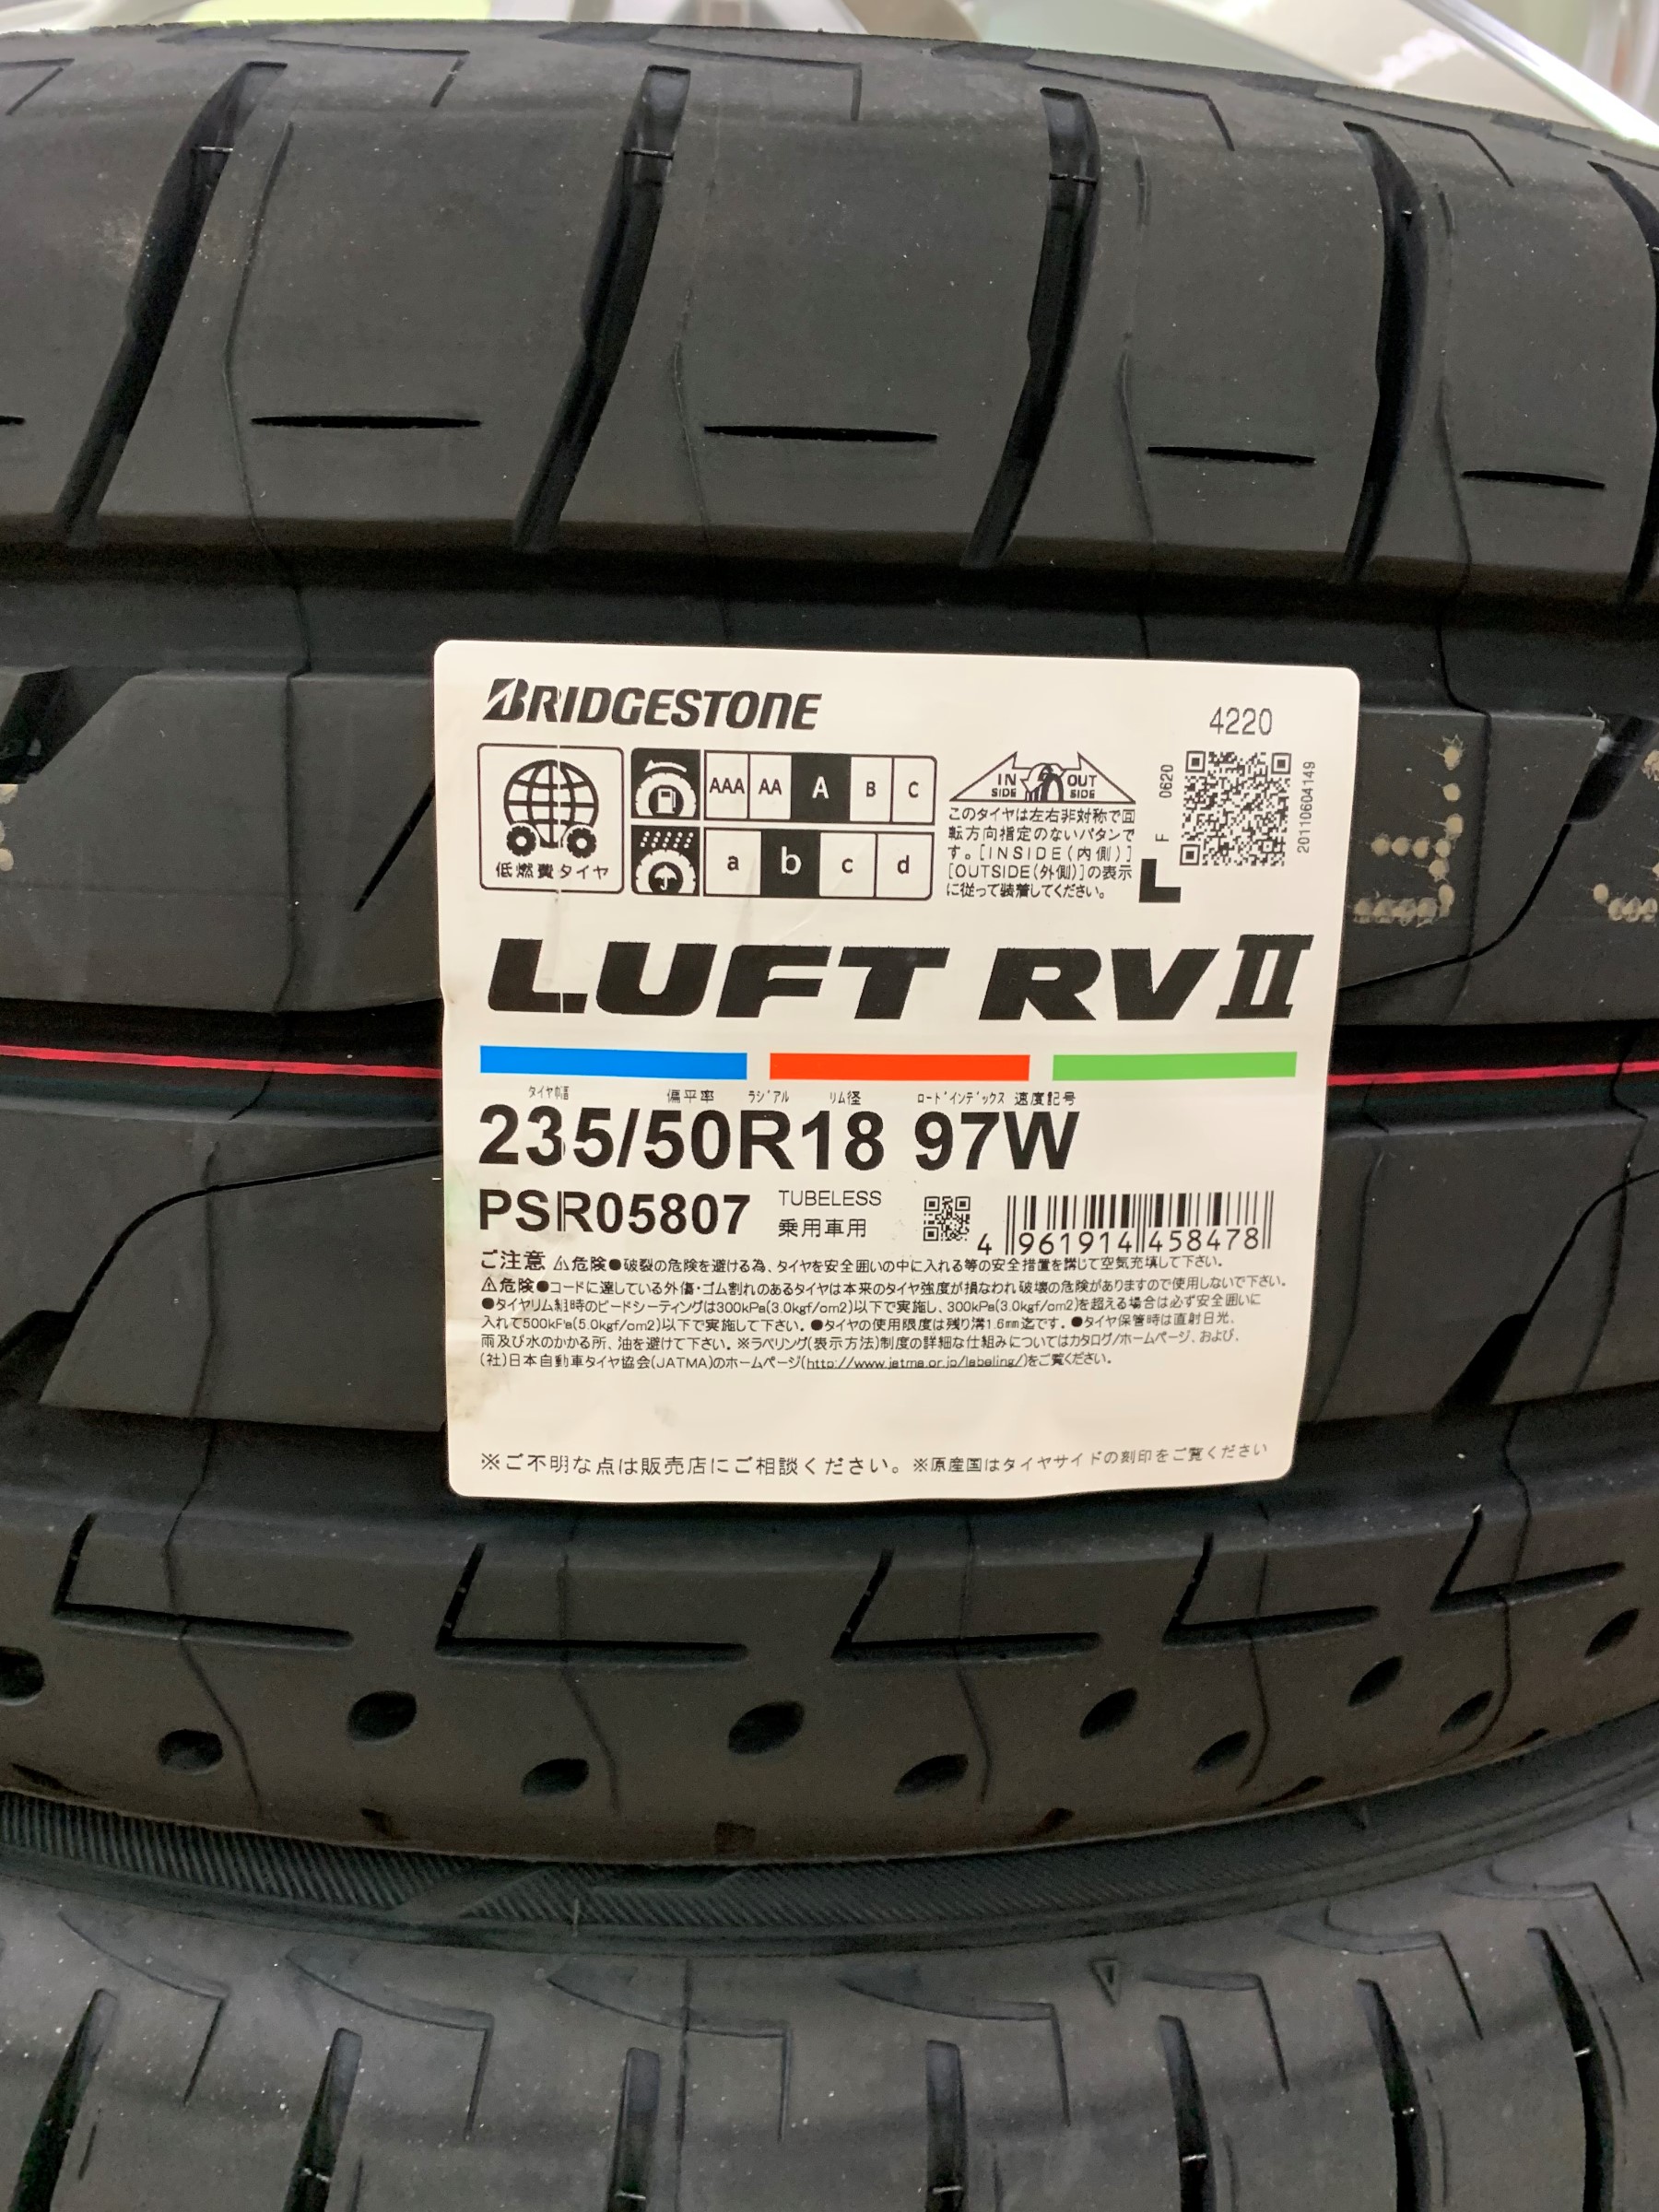 BRIDGESTONE
4220
低燃費タイヤ
AAA AA A B C
a b c d
IN SIDE OUT SIDE
このタイヤは左右非対称で回
転方向指定のないパタンで
す。[INSIDE(内側)]
[OUTSIDE(外側)]の表示
に従って装着してください。
F 0620
L
20110604149
LUFT RVII
偏平率 ラジアル リム径 ロードインデックス 速度記号
235/50R18 97W
PSR05807
TUBELESS
乗用車用
4 961914 458478
ご注意 ⚠危険●破裂の危険を避ける為、タイヤを安全囲いの中に入れる等の安全措置を講じて空気充填して下さい。
⚠危険●コードに達している外傷・ゴム割れのあるタイヤは本来のタイヤ強度が損なわれ破壊の危険がありますので使用しないで下さい。
●タイヤリム組時のビードシーティングは300kPa(3.0kgf/cm2)以下で実施し、300kPa(3.0kgf/cm2)を超える場合は必ず安全囲いに
入れて500kPa(5.0kgf/cm2)以下で実施して下さい。●タイヤの使用限度は残り溝1.6mm迄です。●タイヤ保管時は直射日光、
雨及び水のかかる所、油を避けて下さい。※ラベリング(表示方法)制度の詳細な仕組みについてはカタログ/ホームページ、および、
(社)日本自動車タイヤ協会(JATMA)のホームページ(http://www.jatma.or.jp/labeling/)をご覧ください。
※ご不明な点は販売店にご相談ください。※原産国はタイヤサイドの刻印をご覧ください